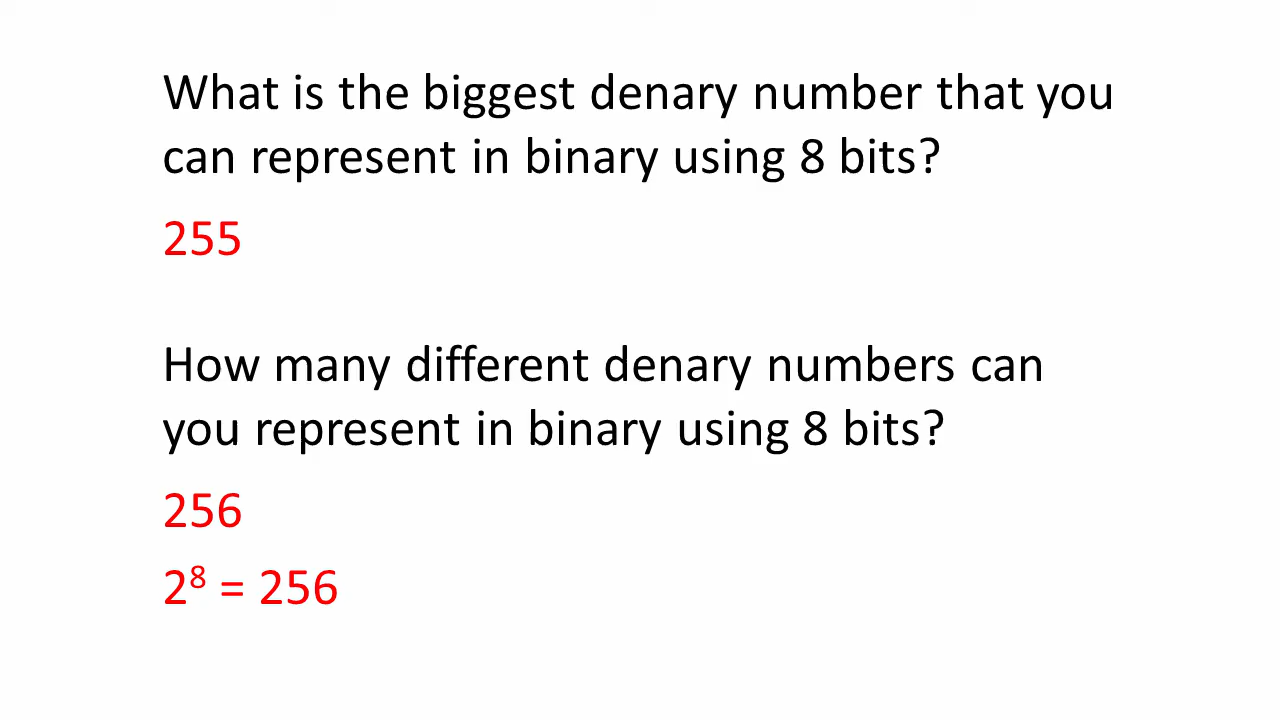 What is the biggest denary number that you
can represent in binary using 8 bits?
255
How many different denary numbers can
you represent in binary using 8 bits?
256
2⁸ = 256